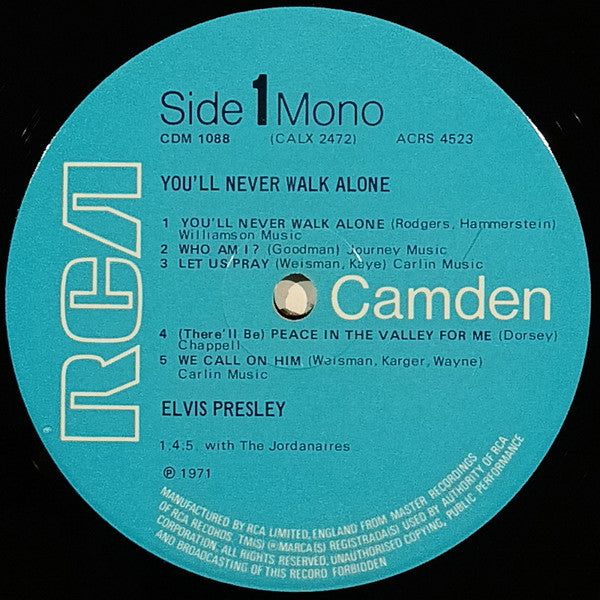 Side 1 Mono
CDM 1088 (CALX 2472) ACRS 4523
YOU'LL NEVER WALK ALONE
1 YOU'LL NEVER WALK ALONE (Rodgers, Hammerstein)
Williamson Music
2 WHO AM I? (Goodman) Journey Music
3 LET US PRAY (Weisman, Kaye) Carlin Music
RCA Camden
4 (There'll Be) PEACE IN THE VALLEY FOR ME (Dorsey)
Chappell
5 WE CALL ON HIM (Weisman, Karger, Wayne)
Carlin Music
ELVIS PRESLEY
1,4,5, with The Jordanaires
℗ 1971
MANUFACTURED BY RCA LIMITED, ENGLAND FROM MASTER RECORDINGS
OF RCA RECORDS. TM(S) ® MARCA(S) REGISTRADA(S) USED BY AUTHORITY OF RCA
CORPORATION. ALL RIGHTS RESERVED. UNAUTHORISED COPYING, PUBLIC PERFORMANCE
AND BROADCASTING OF THIS RECORD FORBIDDEN